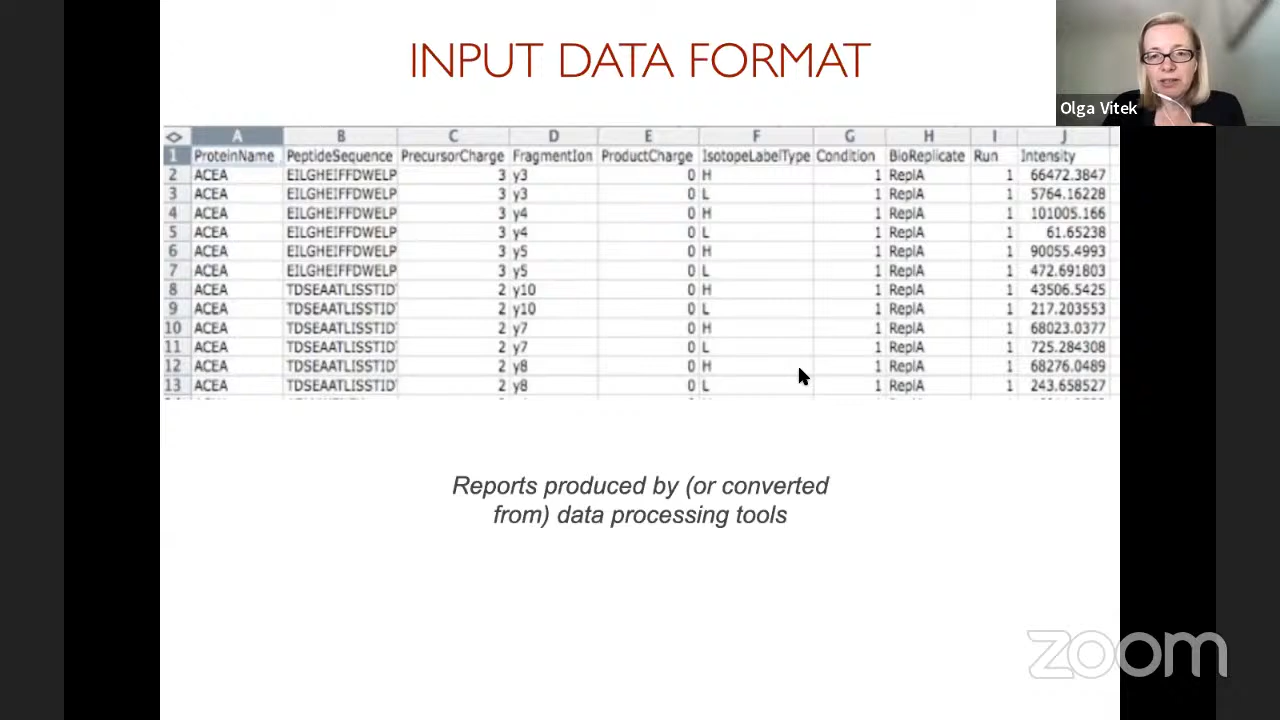 INPUT DATA FORMAT
Olga Vitek
A B C D E F G H I J
1 ProteinName PeptideSequence PrecursorCharge FragmentIon ProductCharge IsotopeLabelType Condition BioReplicate Run Intensity
2 ACEA EILGHEIFFDWELP 3 y3 0 H 1 ReplA 1 66472.3847
3 ACEA EILGHEIFFDWELP 3 y3 0 L 1 ReplA 1 5764.16228
4 ACEA EILGHEIFFDWELP 3 y4 0 H 1 ReplA 1 101005.166
5 ACEA EILGHEIFFDWELP 3 y4 0 L 1 ReplA 1 61.65238
6 ACEA EILGHEIFFDWELP 3 y5 0 H 1 ReplA 1 90055.4993
7 ACEA EILGHEIFFDWELP 3 y5 0 L 1 ReplA 1 472.691803
8 ACEA TDSEAATLISSTID 2 y10 0 H 1 ReplA 1 43506.5425
9 ACEA TDSEAATLISSTID 2 y10 0 L 1 ReplA 1 217.203553
10 ACEA TDSEAATLISSTID 2 y7 0 H 1 ReplA 1 68023.0377
11 ACEA TDSEAATLISSTID 2 y7 0 L 1 ReplA 1 725.284308
12 ACEA TDSEAATLISSTID 2 y8 0 H 1 ReplA 1 68276.0489
13 ACEA TDSEAATLISSTID 2 y8 0 L 1 ReplA 1 243.658527
Reports produced by (or converted
from) data processing tools
zoom